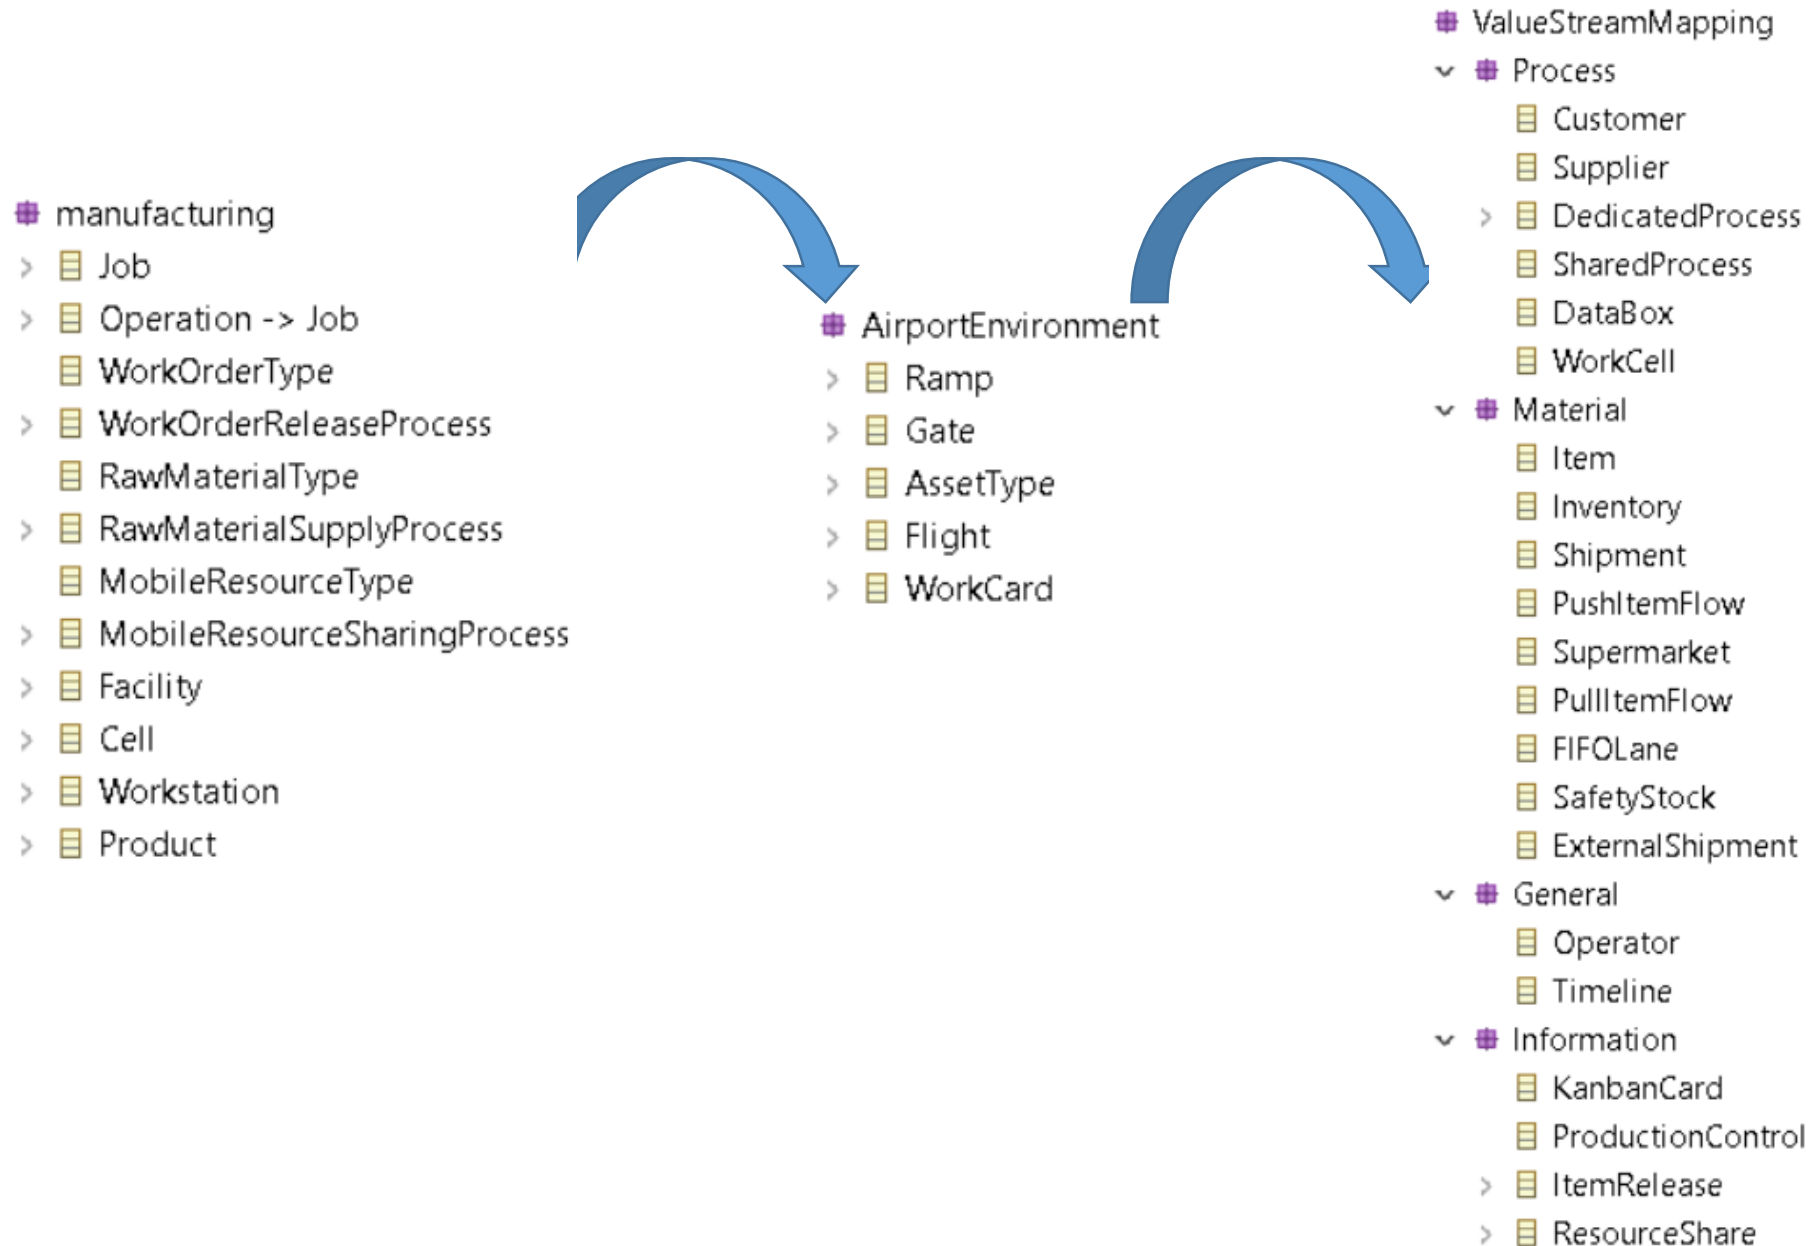 manufacturing
Job
Operation -> Job
WorkOrderType
WorkOrderReleaseProcess
RawMaterialType
RawMaterialSupplyProcess
MobileResourceType
MobileResourceSharingProcess
Facility
Cell
Workstation
Product
AirportEnvironment
Ramp
Gate
AssetType
Flight
WorkCard
ValueStreamMapping
Process
Customer
Supplier
DedicatedProcess
SharedProcess
DataBox
WorkCell
Material
Item
Inventory
Shipment
PushItemFlow
Supermarket
PullItemFlow
FIFOLane
SafetyStock
ExternalShipment
General
Operator
Timeline
Information
KanbanCard
ProductionControl
ItemRelease
ResourceShare